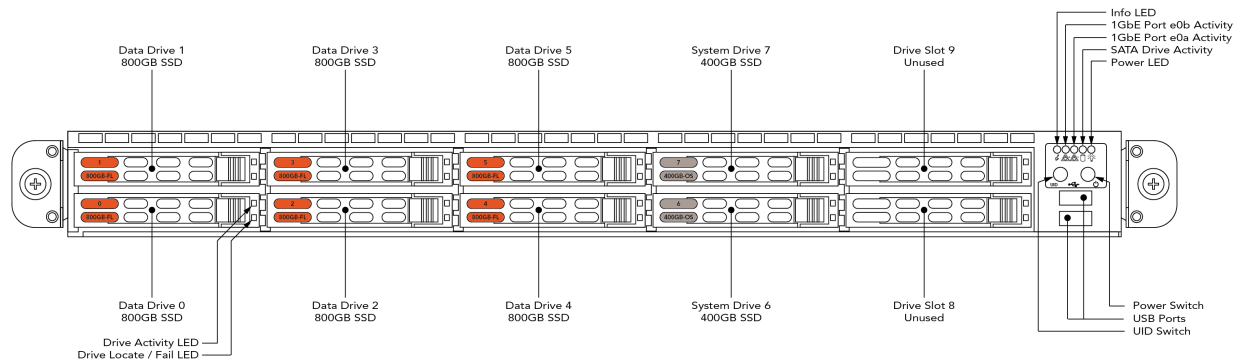 Info LED
1GbE Port e0b Activity
1GbE Port e0a Activity
SATA Drive Activity
Power LED
Data Drive 1
800GB SSD
Data Drive 3
800GB SSD
Data Drive 5
800GB SSD
System Drive 7
400GB SSD
Drive Slot 9
Unused
1
800GB-FL
3
800GB-FL
5
800GB-FL
7
400GB-OS
UID
0
800GB-FL
2
800GB-FL
4
800GB-FL
6
400GB-OS
Data Drive 0
800GB SSD
Data Drive 2
800GB SSD
Data Drive 4
800GB SSD
System Drive 6
400GB SSD
Drive Slot 8
Unused
Power Switch
USB Ports
UID Switch
Drive Activity LED
Drive Locate / Fail LED